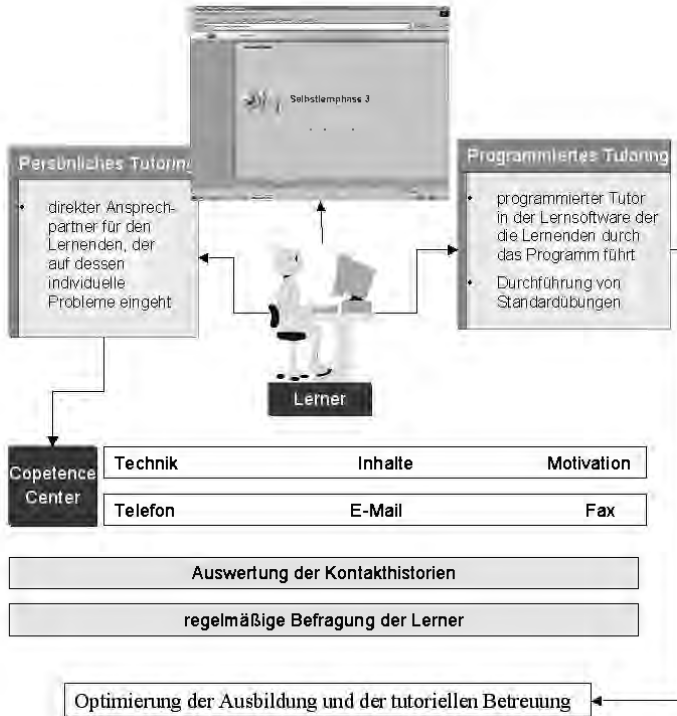 Selbstlernphase 3
Persönliches Tutoring
direkter Ansprech-
partner für den
Lernenden, der
auf dessen
individuelle
Probleme eingeht
Programmiertes Tutoring
programmierter Tutor
in der Lernsoftware der
die Lernenden durch
das Programm führt
Durchführung von
Standardübungen
Lerner
Copetence
Center
Technik Inhalte Motivation
Telefon E-Mail Fax
Auswertung der Kontakthistorien
regelmäßige Befragung der Lerner
Optimierung der Ausbildung und der tutoriellen Betreuung